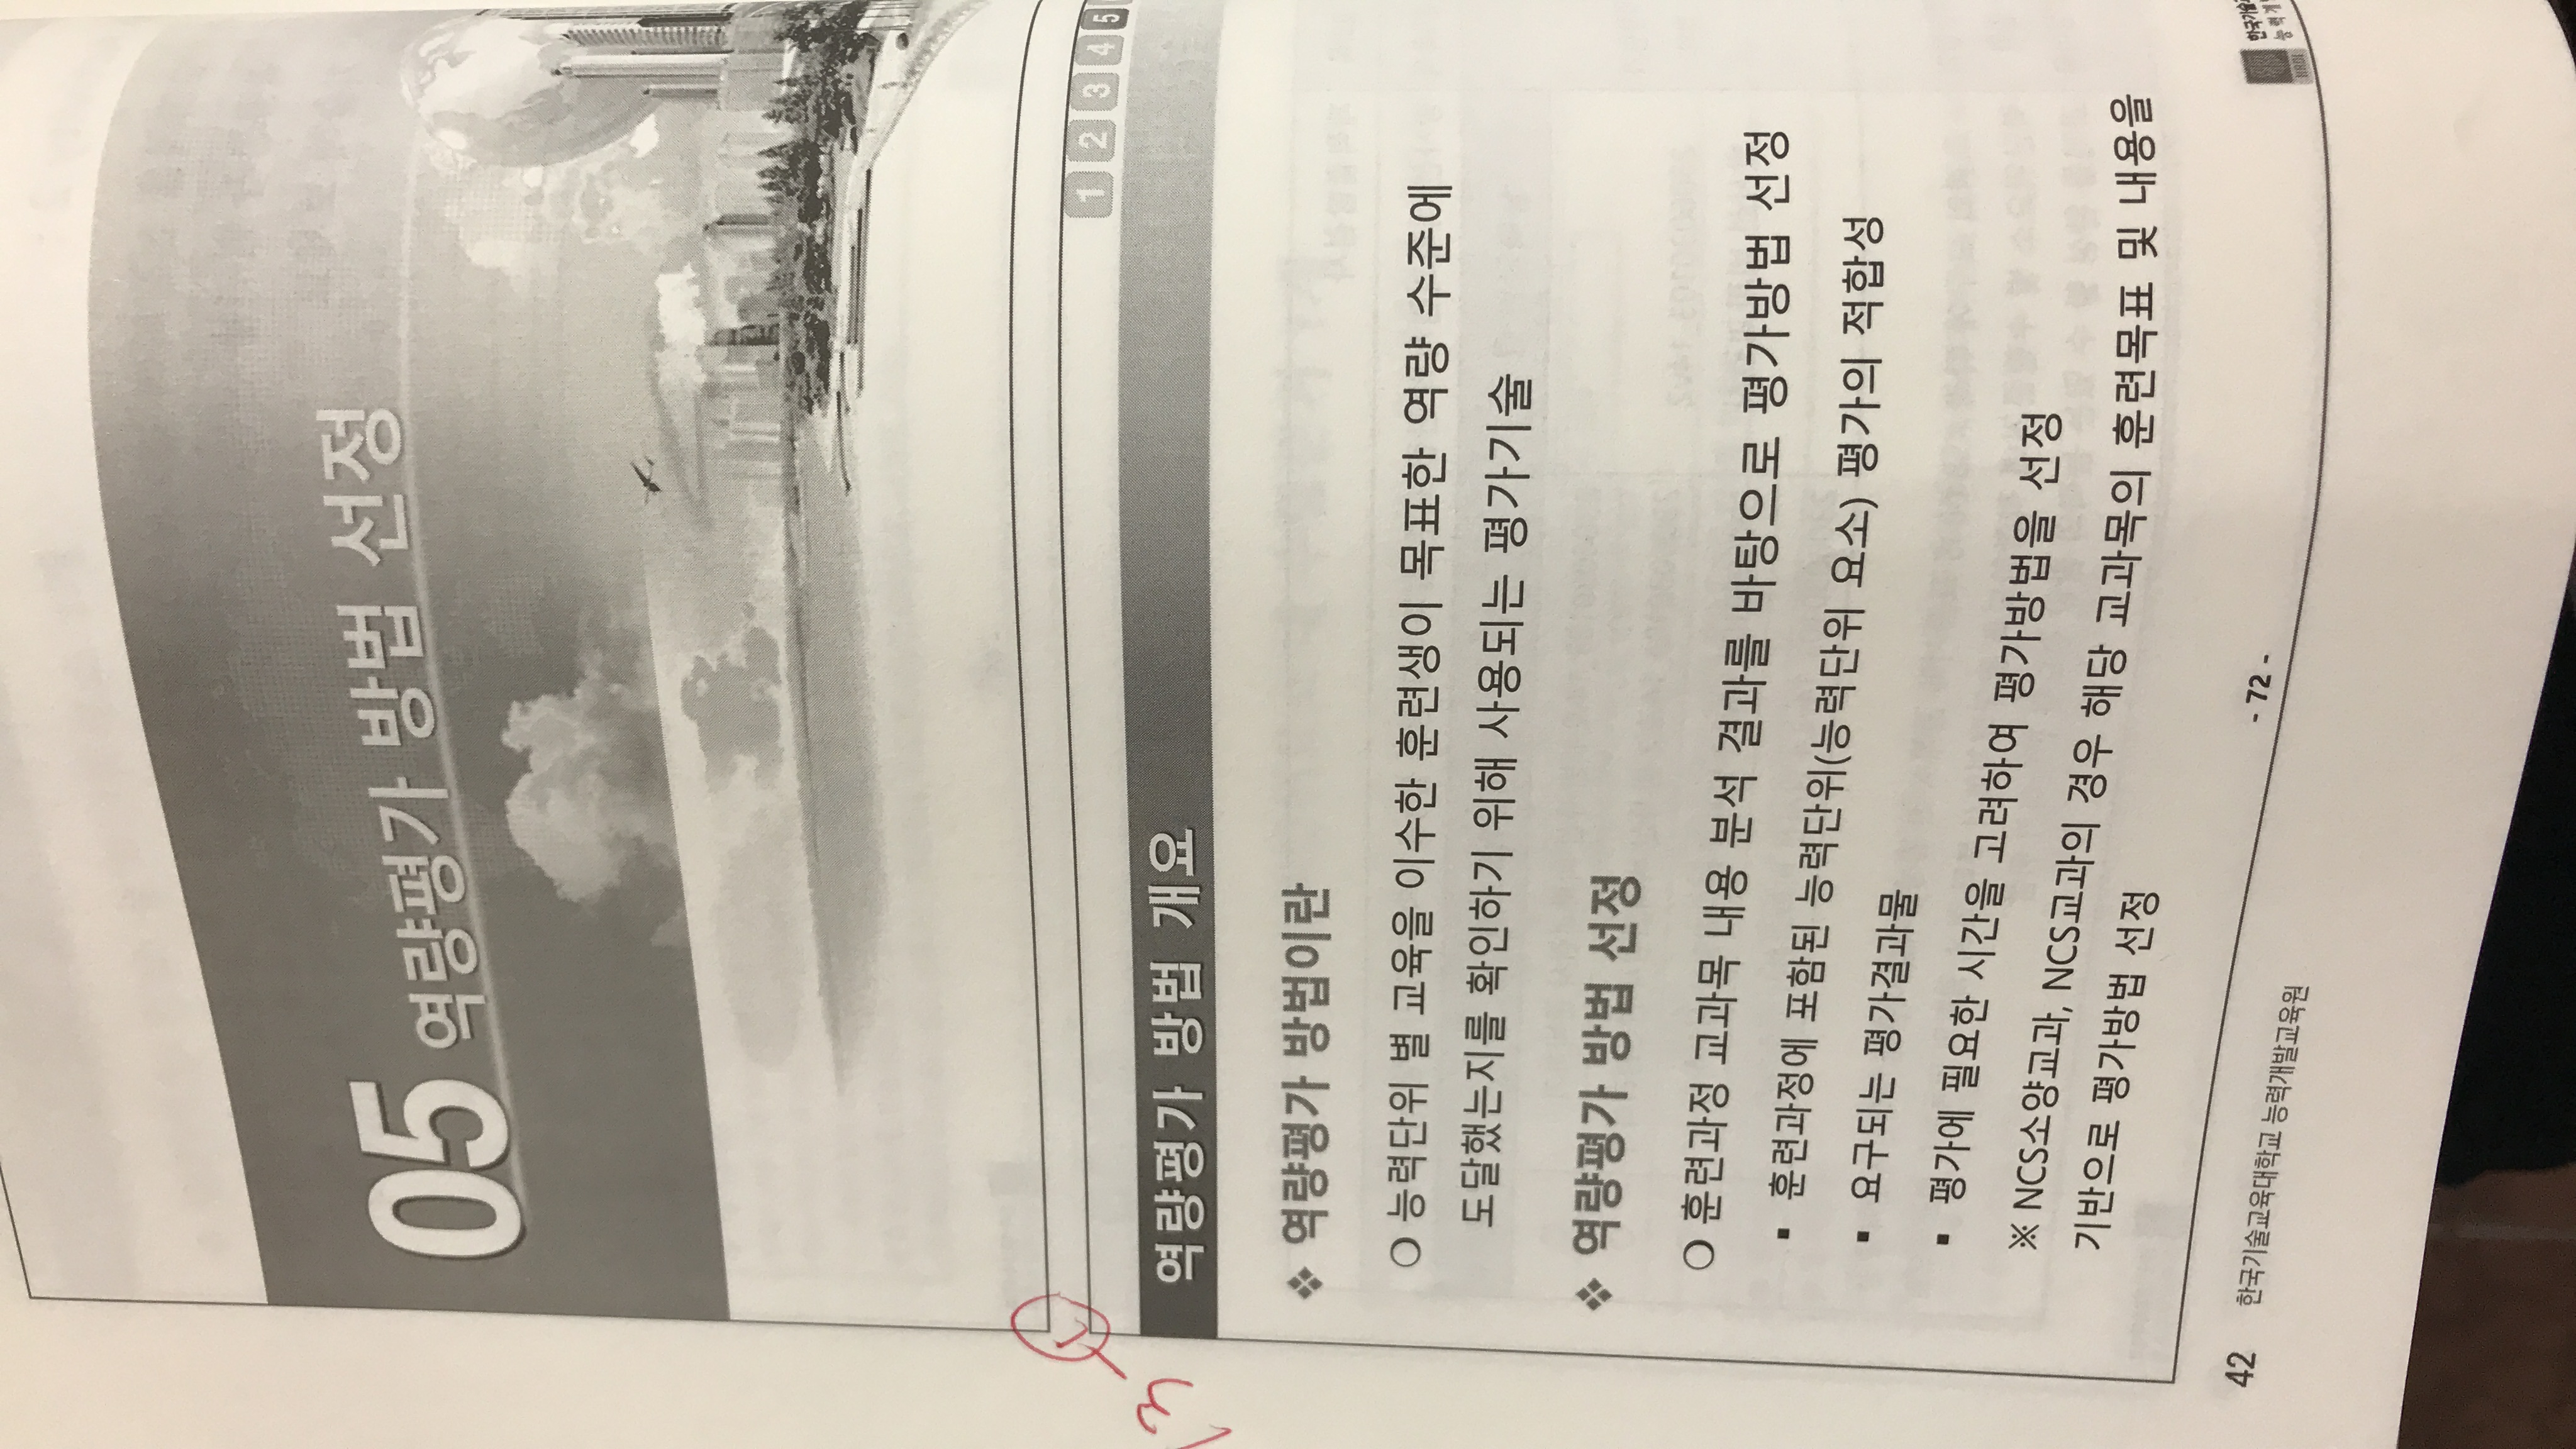 05 역량평가 방법 선정
1 2 3 4 5
13 - 1
역량평가 방법 개요
❖ 역량평가 방법이란
❍ 능력단위 별 교육을 이수한 훈련생이 목표한 역량 수준에
도달했는지를 확인하기 위해 사용되는 평가기술
❖ 역량평가 방법 선정
❍ 훈련과정 교과목 내용 분석 결과를 바탕으로 평가방법 선정
▪ 훈련과정에 포함된 능력단위(능력단위 요소) 평가의 적합성
▪ 요구되는 평가결과물
▪ 평가에 필요한 시간을 고려하여 평가방법을 선정
※ NCS소양교과, NCS교과의 경우 해당 교과목의 훈련목표 및 내용을
기반으로 평가방법 선정
42 한국기술교육대학교 능력개발교육원
- 72 -
한국기술
능력개